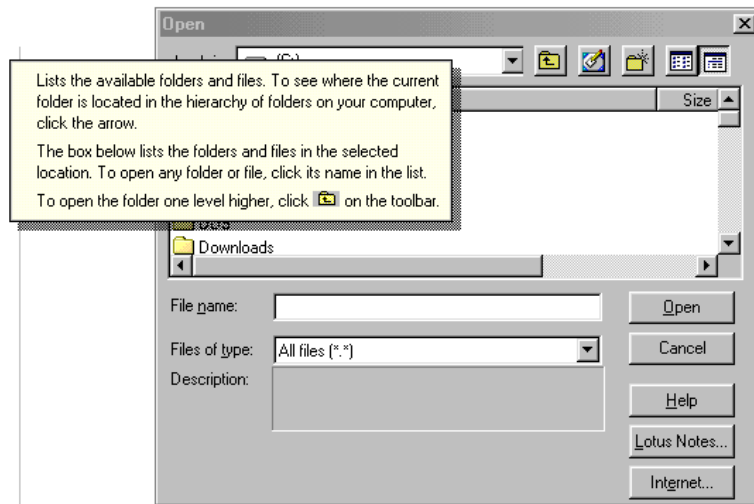 Open
(C:)
Lists the available folders and files. To see where the current
folder is located in the hierarchy of folders on your computer,
click the arrow.
The box below lists the folders and files in the selected
location. To open any folder or file, click its name in the list.
To open the folder one level higher, click on the toolbar.
Size
Downloads
File name:
Open
Files of type: All files (*.*)
Cancel
Description:
Help
Lotus Notes...
Internet...